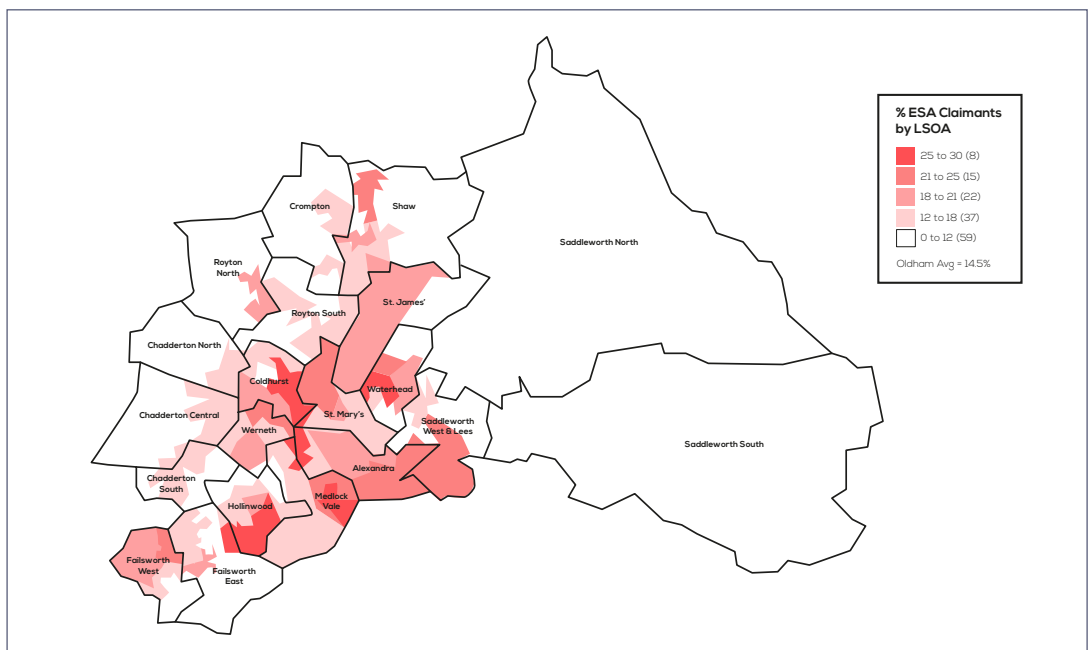 % ESA Claimants
by LSOA
25 to 30 (8)
21 to 25 (15)
18 to 21 (22)
12 to 18 (37)
0 to 12 (59)
Oldham Avg = 14.5%
Crompton
Shaw
Saddleworth North
Royton
North
St. James'
Royton South
Chadderton North
Coldhurst
Waterhead
Chadderton Central
St. Mary's
Saddleworth
West & Lees
Werneth
Saddleworth South
Alexandra
Chadderton
South
Medlock
Vale
Hollinwood
Failsworth
West
Failsworth
East